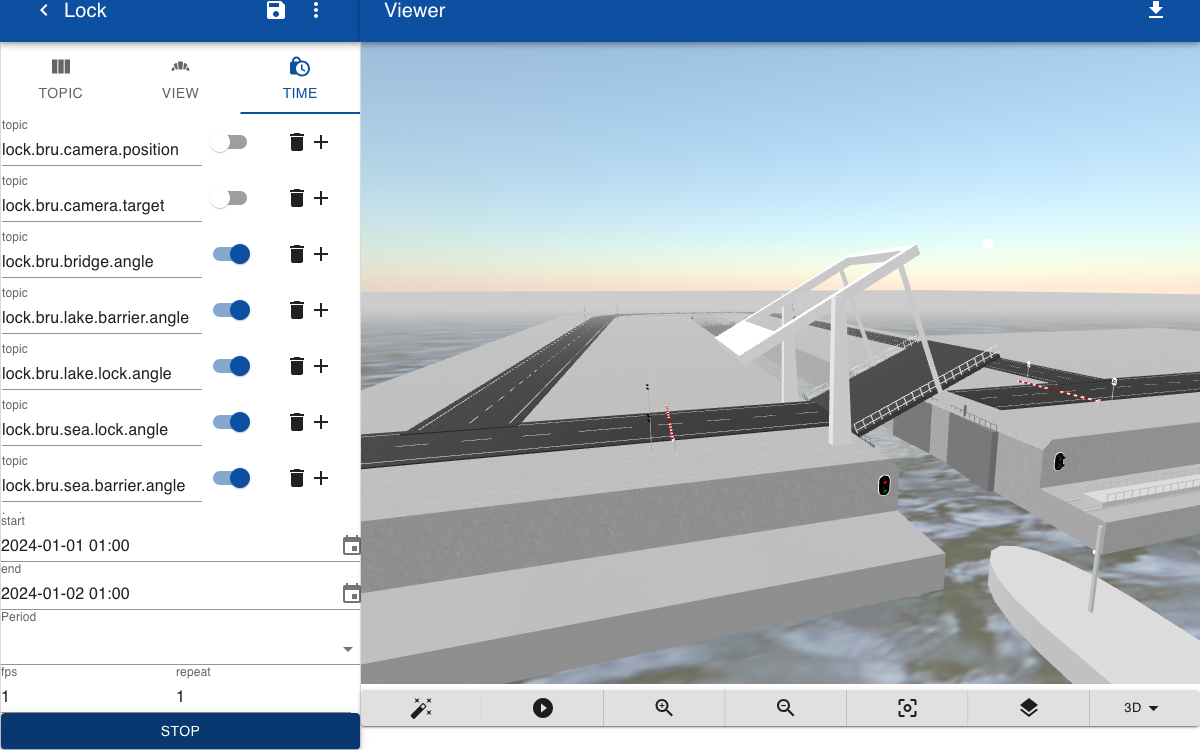 Lock
Viewer
TOPIC
VIEW
TIME
topic
lock.bru.camera.position
topic
lock.bru.camera.target
topic
lock.bru.bridge.angle
topic
lock.bru.lake.barrier.angle
topic
lock.bru.lake.lock.angle
topic
lock.bru.sea.lock.angle
topic
lock.bru.sea.barrier.angle
start
2024-01-01 01:00
end
2024-01-02 01:00
Period
fps
repeat
1
1
STOP
3D